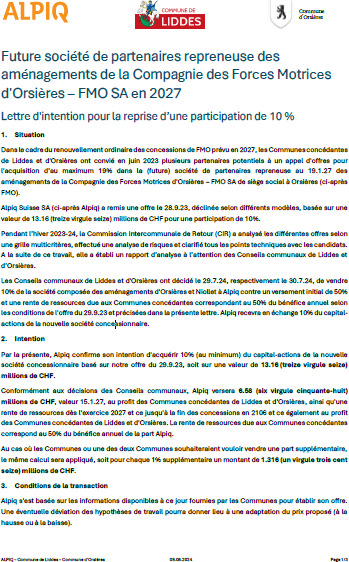 ALPIQ
COMMUNE DE
LIDDES
Commune
d'Orsières
Future société de partenaires repreneuse des
aménagements de la Compagnie des Forces Motrices
d'Orsières – FMO SA en 2027
Lettre d'intention pour la reprise d'une participation de 10 %
1. Situation
Dans le cadre du renouvellement ordinaire des concessions de FMO prévu en 2027, les Communes concédantes
de Liddes et d'Orsières ont convié en juin 2023 plusieurs partenaires potentiels à un appel d'offres pour
l'acquisition d'au maximum 19% dans la (future) société de partenaires repreneuse au 19.1.27 des
aménagements de la Compagnie des Forces Motrices d'Orsières – FMO SA de siège social à Orsières (ci-après
FMO).
Alpiq Suisse SA (ci-après Alpiq) a remis une offre le 28.9.23, déclinée selon différents modèles, basée sur une
valeur de 13.16 (treize virgule seize) millions de CHF pour une participation de 10%.
Pendant l'hiver 2023-24, la Commission Intercommunale de Retour (CIR) a analysé les différentes offres selon
une grille multicritères, effectué une analyse de risques et clarifié tous les points techniques avec les candidats.
A la suite de ce travail, elle a établi un rapport d'analyse à l'attention des Conseils communaux de Liddes et
d'Orsières.
Les Conseils communaux de Liddes et d'Orsières ont décidé le 29.7.24, respectivement le 30.7.24, de vendre
10% de la société composée des aménagements d'Orsières et Niollet à Alpiq contre un versement initial de 50%
et une rente de ressources due aux Communes concédantes correspondant au 50% du bénéfice annuel selon
les conditions de l'offre du 29.9.23 et précisées dans la présente lettre. Alpiq recevra en échange 10% du capital-
actions de la nouvelle société concessionnaire.
2. Intention
Par la présente, Alpiq confirme son intention d'acquérir 10% (au minimum) du capital-actions de la nouvelle
société concessionnaire basé sur notre offre du 29.9.23, soit sur une valeur de 13.16 (treize virgule seize)
millions de CHF.
Conformément aux décisions des Conseils communaux, Alpiq versera 6.58 (six virgule cinquante-huit)
millions de CHF, valeur 15.1.27, au profit des Communes concédantes de Liddes et d'Orsières, ainsi qu'une
rente de ressources dès l'exercice 2027 et ce jusqu'à la fin des concessions en 2106 et ce également au profit
des Communes concédantes de Liddes et d'Orsières. La rente de ressources due aux Communes concédantes
correspond au 50% du bénéfice annuel de la part Alpiq.
Au cas où les Communes ou une des deux Communes souhaiteraient vouloir vendre une part supplémentaire,
le même calcul sera appliqué, soit pour chaque 1% supplémentaire un montant de 1.316 (un virgule trois cent
seize) millions de CHF.
3. Conditions de la transaction
Alpiq s'est basée sur les informations disponibles à ce jour fournies par les Communes pour établir son offre.
Une éventuelle déviation des hypothèses de travail pourra donner lieu à une adaptation du prix proposé (à la
hausse ou à la baisse).
ALPIQ – Commune de Liddes – Commune d'Orsières 05.08.2024 Page 1/3